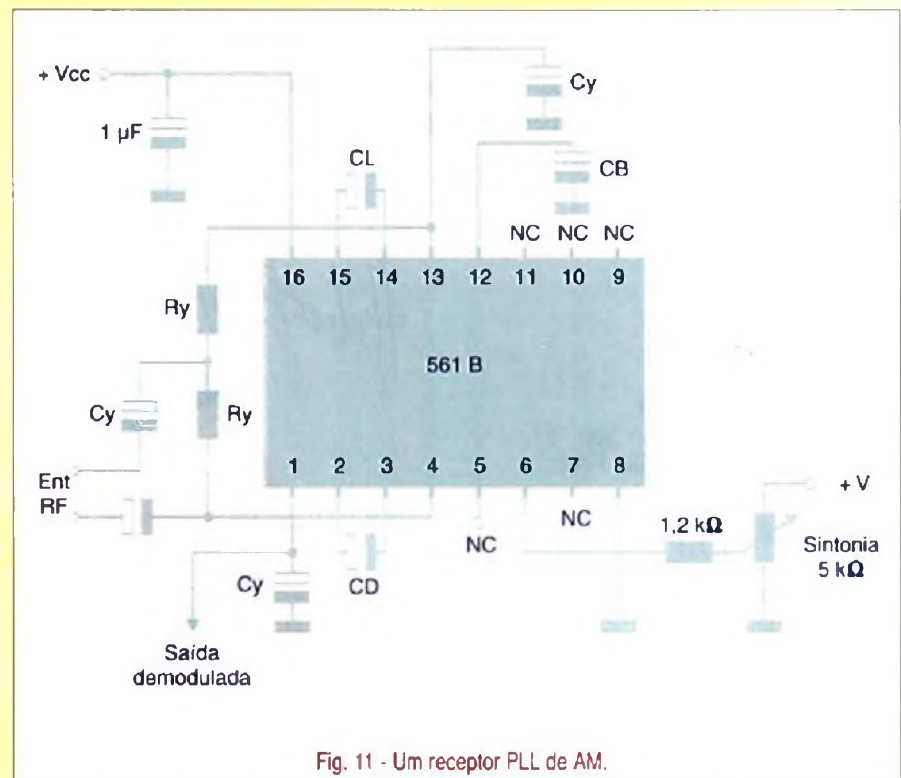 + Vcc
1 µF
CL
Cy
CB
NC NC NC
16 15 14 13 12 11 10 9
Ry
561 B
Cy
Ry
1 2 3 4 5 6 7 8
Ent
RF
NC
NC
+ V
1,2 kΩ
Sintonia
5 kΩ
Cy
CD
Saída
demodulada
Fig. 11 - Um receptor PLL de AM.